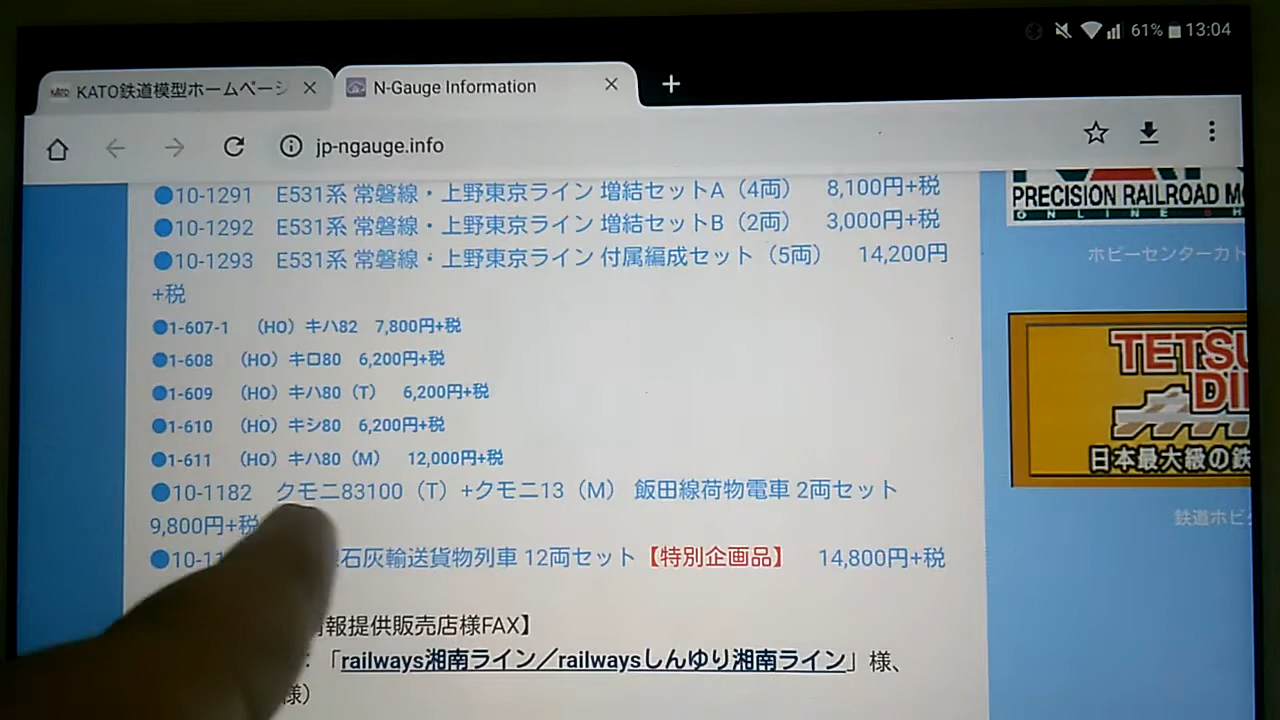 61% 13:04
KATO鉄道模型ホームページ × N-Gauge Information × +
jp-ngauge.info
●10-1291 E531系 常磐線・上野東京ライン 増結セットA（4両） 8,100円+税
●10-1292 E531系 常磐線・上野東京ライン 増結セットB（2両） 3,000円+税
●10-1293 E531系 常磐線・上野東京ライン 付属編成セット（5両） 14,200円
+税
●1-607-1 （HO）キハ82 7,800円+税
●1-608 （HO）キロ80 6,200円+税
●1-609 （HO）キハ80（T） 6,200円+税
●1-610 （HO）キシ80 6,200円+税
●1-611 （HO）キハ80（M） 12,000円+税
●10-1182 クモニ83100（T）+クモニ13（M） 飯田線荷物電車 2両セット
9,800円+税
●10-11 石灰輸送貨物列車 12両セット【特別企画品】 14,800円+税
報提供販売店様FAX】
：「railways湘南ライン／railwaysしんゆり湘南ライン」様、
様）
PRECISION RAILROAD M
ONLINE SH
ホビーセンターカト
TETSU
DI
日本最大級の鉄
鉄道ホビ